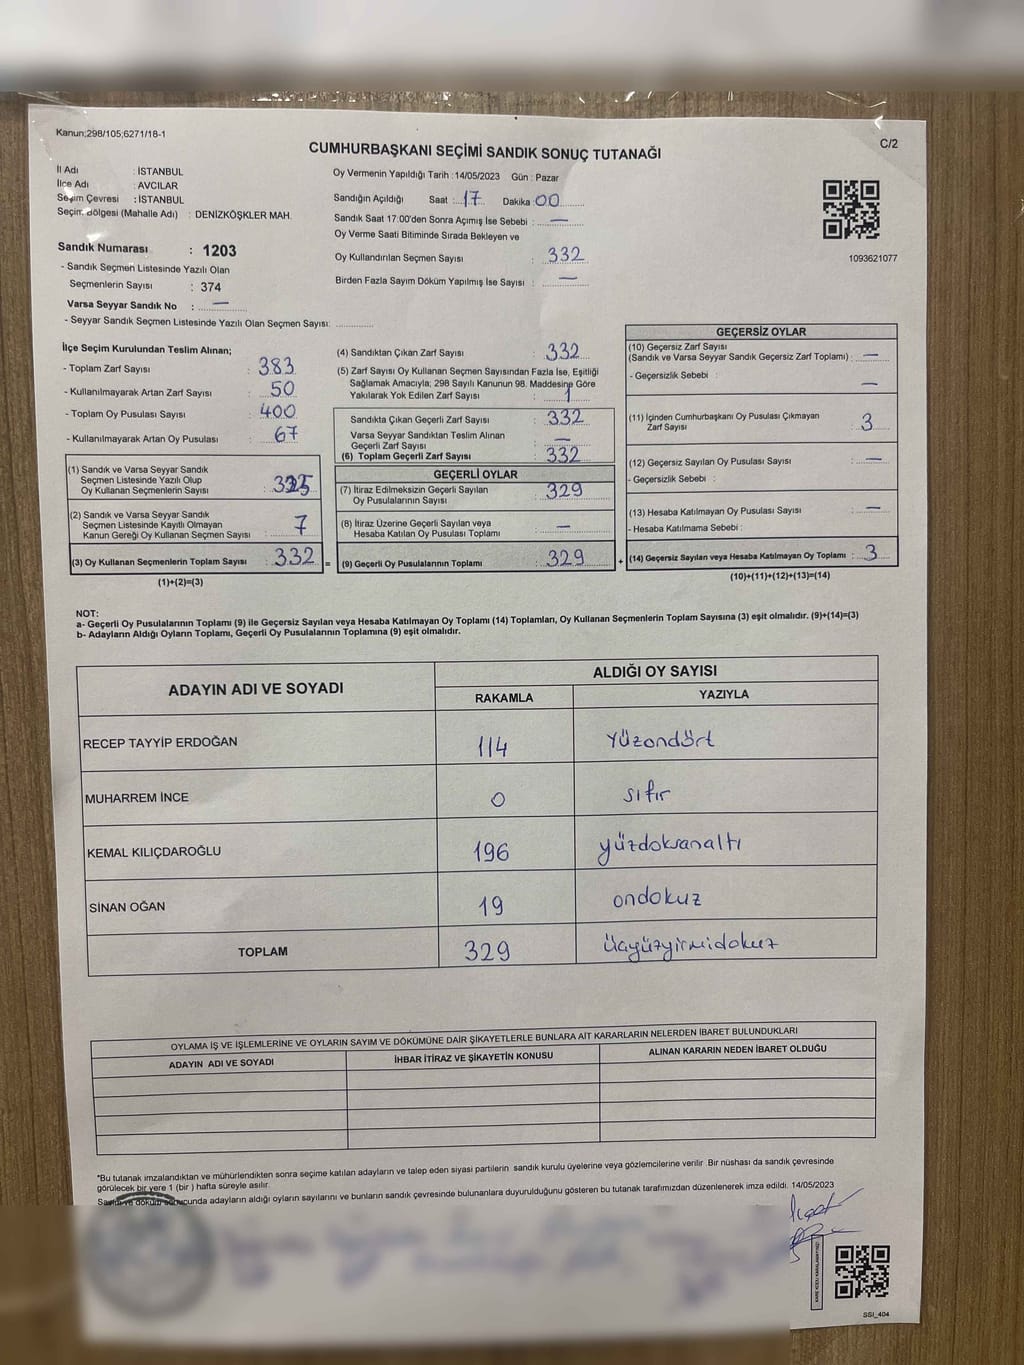 Kanun;298/105;6271/18-1
C/2
CUMHURBAŞKANI SEÇİMİ SANDIK SONUÇ TUTANAĞI
İl Adı : İSTANBUL
İlçe Adı : AVCILAR
Seçim Çevresi : İSTANBUL
Seçim Bölgesi (Mahalle Adı) : DENİZKÖŞKLER MAH.
Sandık Numarası : 1203
- Sandık Seçmen Listesinde Yazılı Olan
Seçmenlerin Sayısı : 374
Varsa Seyyar Sandık No : —
- Seyyar Sandık Seçmen Listesinde Yazılı Olan Seçmen Sayısı:
Oy Vermenin Yapıldığı Tarih :14/05/2023 Gün : Pazar
Sandığın Açıldığı Saat : 17 Dakika : 00
Sandık Saat 17:00'den Sonra Açılmış İse Sebebi : —
Oy Verme Saati Bitiminde Sırada Bekleyen ve
Oy Kullandırılan Seçmen Sayısı : 332
Birden Fazla Sayım Döküm Yapılmış İse Sayısı : —
1093621077
İlçe Seçim Kurulundan Teslim Alınan;
- Toplam Zarf Sayısı : 383
- Kullanılmayarak Artan Zarf Sayısı : 50
- Toplam Oy Pusulası Sayısı : 400
- Kullanılmayarak Artan Oy Pusulası : 67
(1) Sandık ve Varsa Seyyar Sandık
Seçmen Listesinde Yazılı Olup
Oy Kullanan Seçmenlerin Sayısı : 325
(2) Sandık ve Varsa Seyyar Sandık
Seçmen Listesinde Kayıtlı Olmayan
Kanun Gereği Oy Kullanan Seçmen Sayısı : 7
(3) Oy Kullanan Seçmenlerin Toplam Sayısı : 332 =
(1)+(2)=(3)
(4) Sandıktan Çıkan Zarf Sayısı : 332
(5) Zarf Sayısı Oy Kullanan Seçmen Sayısından Fazla İse, Eşitliği
Sağlamak Amacıyla; 298 Sayılı Kanunun 98. Maddesine Göre
Yakılarak Yok Edilen Zarf Sayısı : 1
Sandıkta Çıkan Geçerli Zarf Sayısı : 332
Varsa Seyyar Sandıktan Teslim Alınan
Geçerli Zarf Sayısı : —
(6) Toplam Geçerli Zarf Sayısı : 332
GEÇERLİ OYLAR
(7) İtiraz Edilmeksizin Geçerli Sayılan
Oy Pusulalarının Sayısı : 329
(8) İtiraz Üzerine Geçerli Sayılan veya
Hesaba Katılan Oy Pusulası Toplamı : —
(9) Geçerli Oy Pusulalarının Toplamı : 329 +
GEÇERSİZ OYLAR
(10) Geçersiz Zarf Sayısı
(Sandık ve Varsa Seyyar Sandık Geçersiz Zarf Toplamı) : —
- Geçersizlik Sebebi : —
(11) İçinden Cumhurbaşkanı Oy Pusulası Çıkmayan
Zarf Sayısı : 3
(12) Geçersiz Sayılan Oy Pusulası Sayısı : —
- Geçersizlik Sebebi :
(13) Hesaba Katılmayan Oy Pusulası Sayısı : —
- Hesaba Katılmama Sebebi :
(14) Geçersiz Sayılan veya Hesaba Katılmayan Oy Toplamı : 3
(10)+(11)+(12)+(13)=(14)
NOT:
a- Geçerli Oy Pusulalarının Toplamı (9) ile Geçersiz Sayılan veya Hesaba Katılmayan Oy Toplamı (14) Toplamları, Oy Kullanan Seçmenlerin Toplam Sayısına (3) eşit olmalıdır. (9)+(14)=(3)
b- Adayların Aldığı Oyların Toplamı, Geçerli Oy Pusulalarının Toplamına (9) eşit olmalıdır.
ADAYIN ADI VE SOYADI
ALDIĞI OY SAYISI
RAKAMLA YAZIYLA
RECEP TAYYİP ERDOĞAN 114 Yüzondört
MUHARREM İNCE 0 sıfır
KEMAL KILIÇDAROĞLU 196 yüzdoksanaltı
SİNAN OĞAN 19 ondokuz
TOPLAM 329 üçyüzyirmidokuz
OYLAMA İŞ VE İŞLEMLERİNE VE OYLARIN SAYIM VE DÖKÜMÜNE DAİR ŞİKAYETLERLE BUNLARA AİT KARARLARIN NELERDEN İBARET BULUNDUKLARI
ADAYIN ADI VE SOYADI İHBAR İTİRAZ VE ŞİKAYETİN KONUSU ALINAN KARARIN NEDEN İBARET OLDUĞU
*Bu tutanak imzalandıktan ve mühürlendikten sonra seçime katılan adayların ve talep eden siyasi partilerin sandık kurulu üyelerine veya gözlemcilerine verilir. Bir nüshası da sandık çevresinde
görülecek bir yere 1 (bir ) hafta süreyle asılır.
Sayım ve döküm sonucunda adayların aldığı oyların sayılarını ve bunların sandık çevresinde bulunanlara duyurulduğunu gösteren bu tutanak tarafımızdan düzenlenerek imza edildi. 14/05/2023
SSI_404